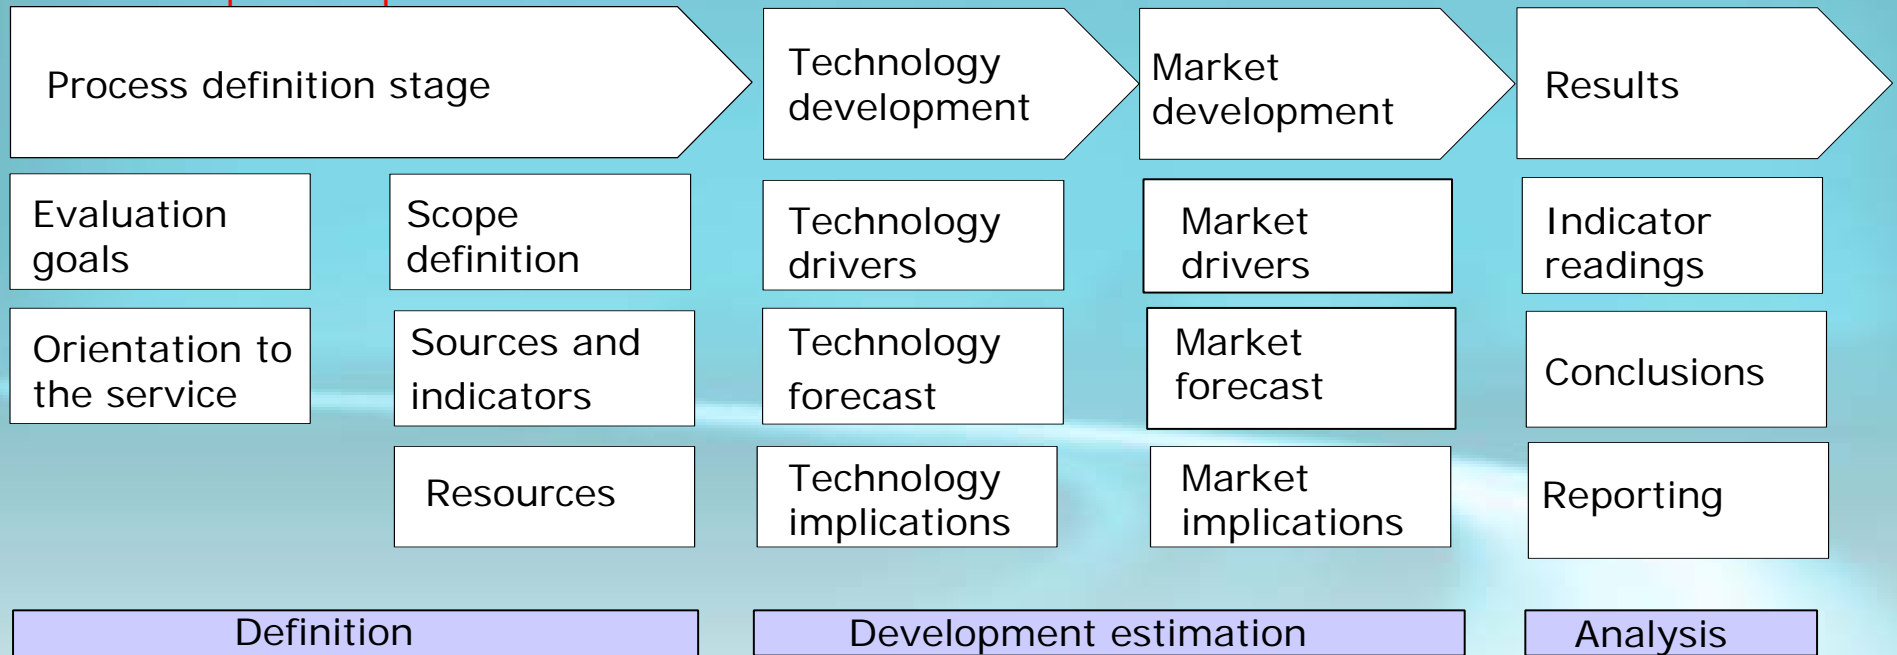 Process definition stage
Technology
development
Market
development
Results
Evaluation
goals
Scope
definition
Technology
drivers
Market
drivers
Indicator
readings
Orientation to
the service
Sources and
indicators
Technology
forecast
Market
forecast
Conclusions
Resources
Technology
implications
Market
implications
Reporting
Definition
Development estimation
Analysis